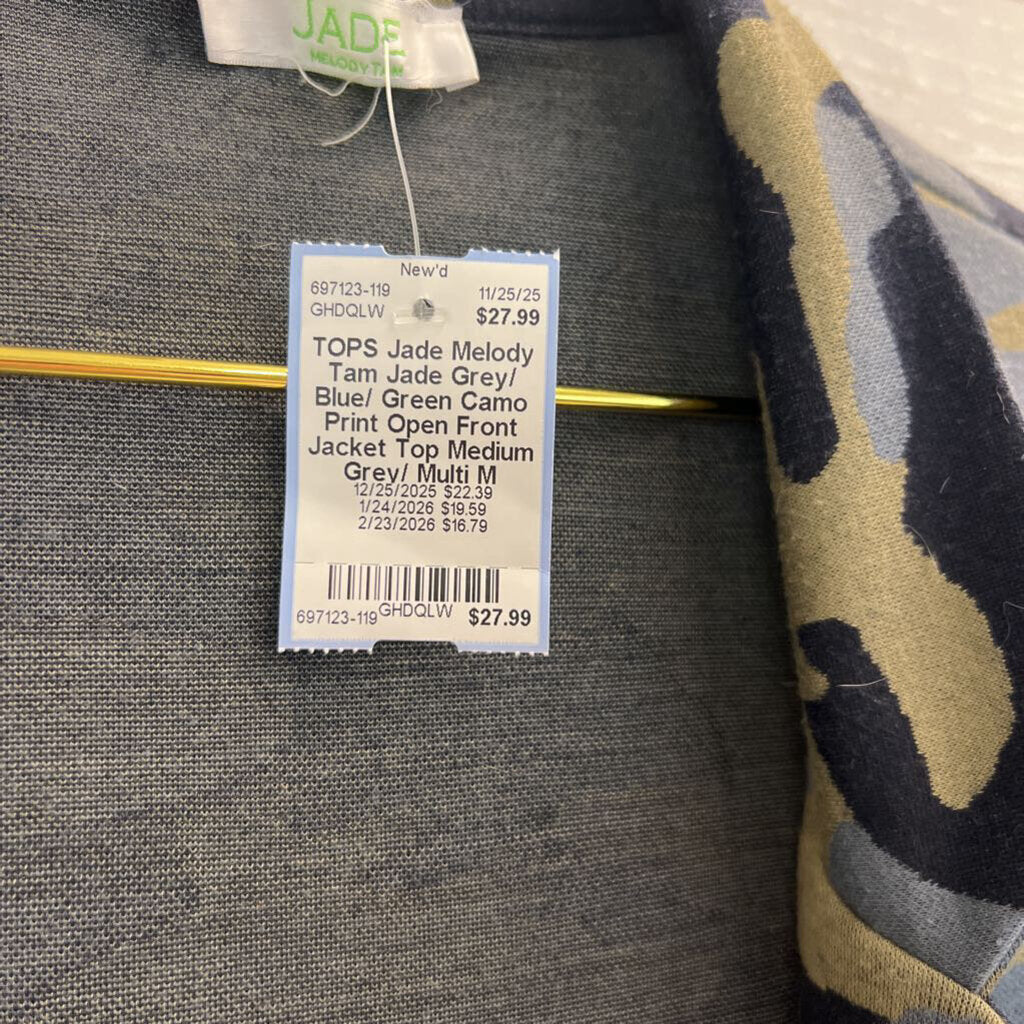 JADE
MELODY TAM
New'd
697123-119 11/25/25
GHDQLW $27.99
TOPS Jade Melody
Tam Jade Grey/
Blue/ Green Camo
Print Open Front
Jacket Top Medium
Grey/ Multi M
12/25/2025 $22.39
1/24/2026 $19.59
2/23/2026 $16.79
697123-119 GHDQLW $27.99